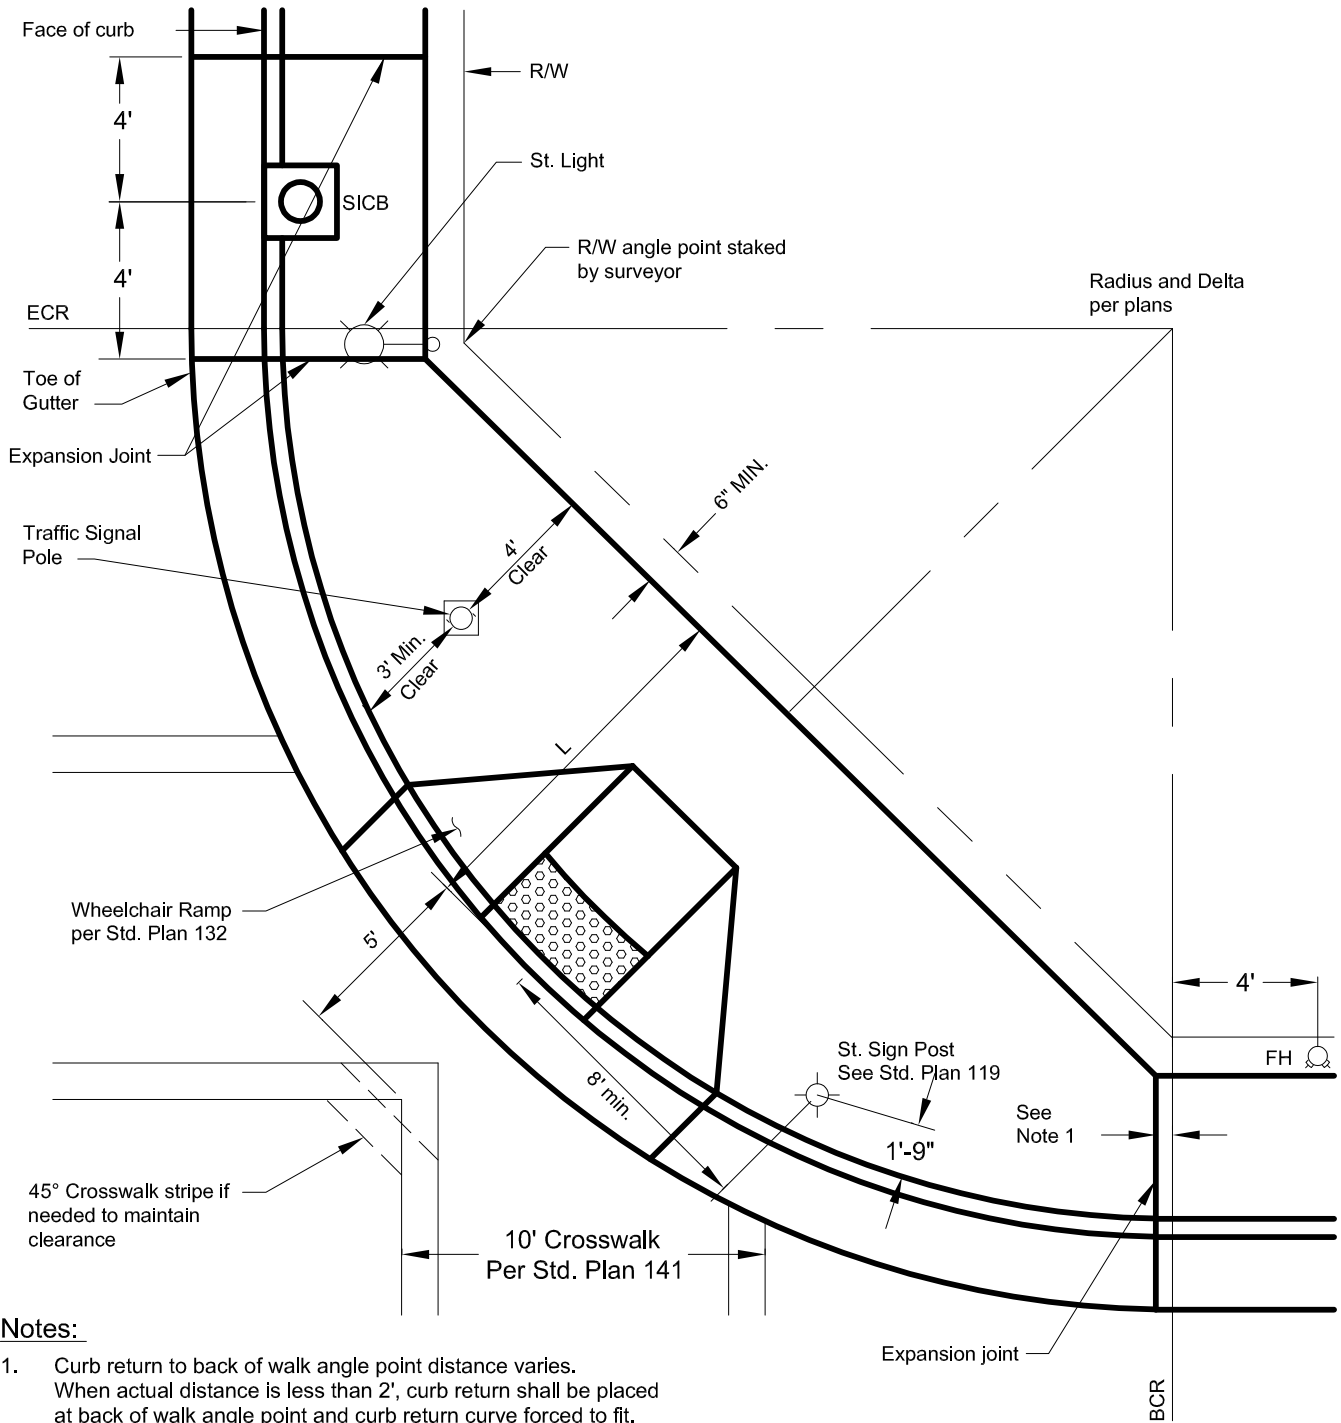 Face of curb
R/W
4'
St. Light
SICB
R/W angle point staked
by surveyor
4'
Radius and Delta
per plans
ECR
Toe of
Gutter
Expansion Joint
6" MIN.
Traffic Signal
Pole
4'
Clear
3' Min.
Clear
L
Wheelchair Ramp
per Std. Plan 132
5'
4'
St. Sign Post
See Std. Plan 119
FH
8' min.
See
Note 1
1'-9"
45° Crosswalk stripe if
needed to maintain
clearance
10' Crosswalk
Per Std. Plan 141
Expansion joint
BCR
Notes:
1. Curb return to back of walk angle point distance varies.
When actual distance is less than 2', curb return shall be placed
at back of walk angle point and curb return curve forced to fit.